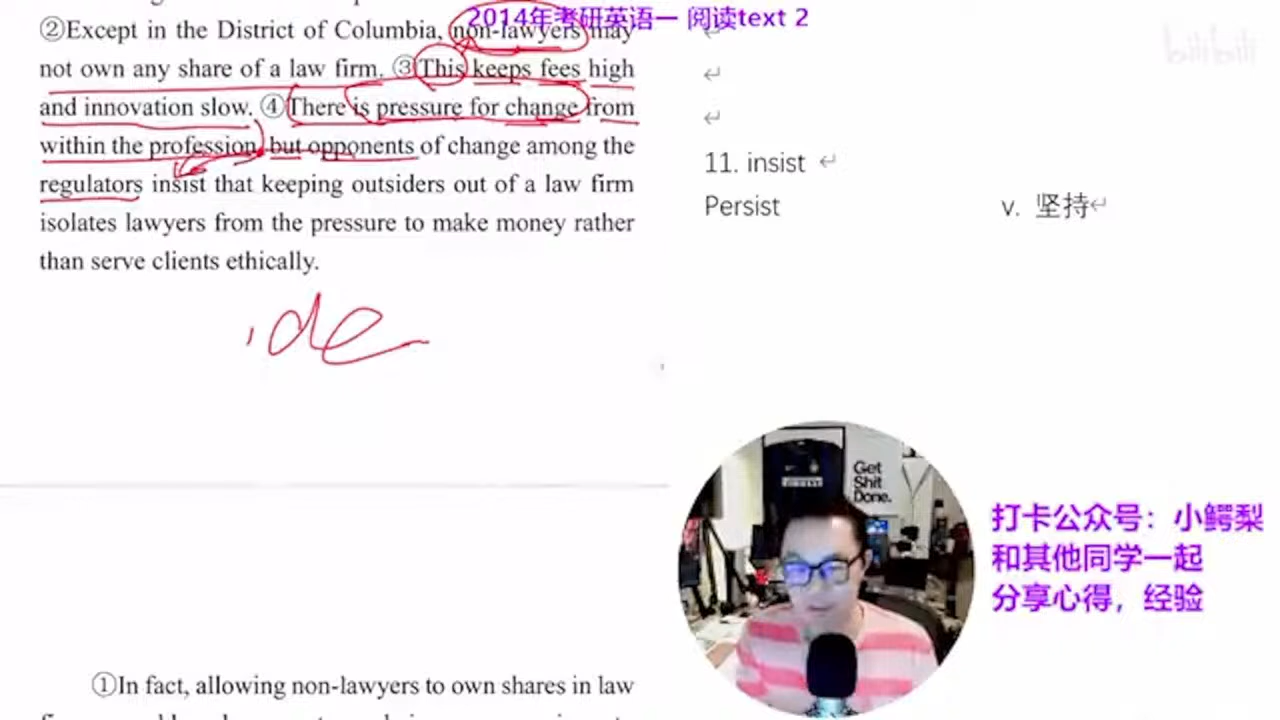 2014年考研英语一 阅读text 2
②Except in the District of Columbia, non-lawyers may
not own any share of a law firm. ③This keeps fees high
and innovation slow. ④There is pressure for change from
within the profession, but opponents of change among the
regulators insist that keeping outsiders out of a law firm
isolates lawyers from the pressure to make money rather
than serve clients ethically.
①In fact, allowing non-lawyers to own shares in law
bilibili
11. insist
Persist v. 坚持
Get
Shit
Done.
打卡公众号：小鳄梨
和其他同学一起
分享心得，经验